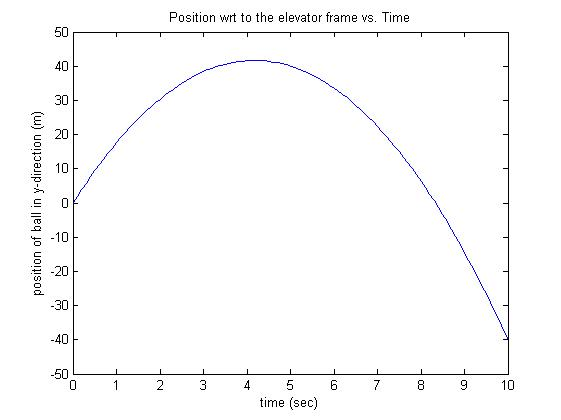 Position wrt to the elevator frame vs. Time
position of ball in y-direction (m)
50
40
30
20
10
0
-10
-20
-30
-40
-50
0 1 2 3 4 5 6 7 8 9 10
time (sec)